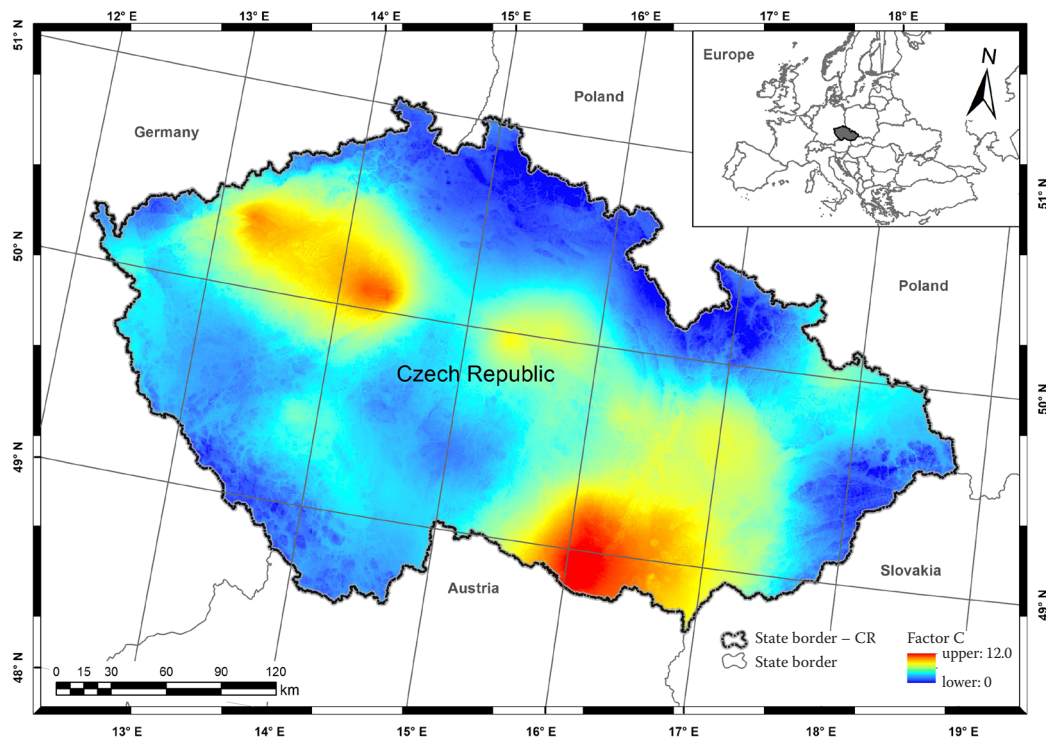 12° E 13° E 14° E 15° E 16° E 17° E 18° E
51° N
50° N
49° N
48° N
Europe
N
Poland
Germany
51° N
Poland
Czech Republic
50° N
Austria
Slovakia
49° N
State border – CR
State border
Factor C
upper: 12.0
lower: 0
0 15 30 60 90 120
km
13° E 14° E 15° E 16° E 17° E 18° E 19° E